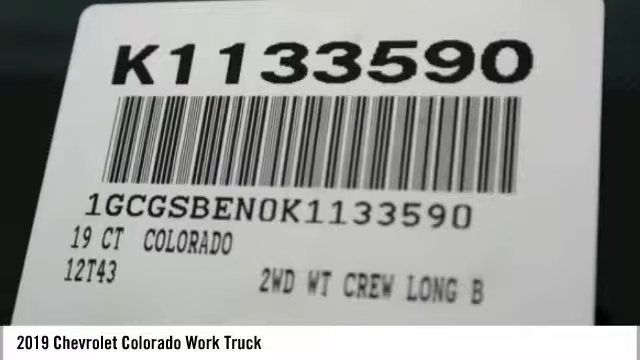 K1133590
1GCGSBEN0K1133590
19 CT COLORADO
12T43 2WD WT CREW LONG B
2019 Chevrolet Colorado Work Truck